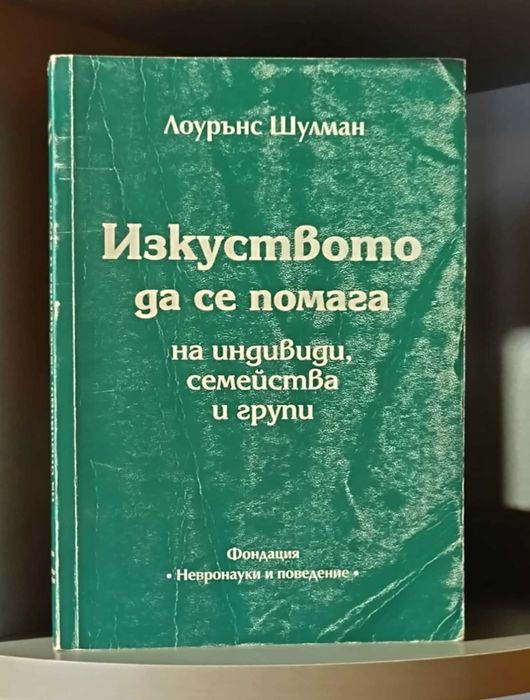 Лоурънс Шулман
Изкуството
да се помага
на индивиди,
семейства
и групи
Фондация
• Невронауки и поведение •